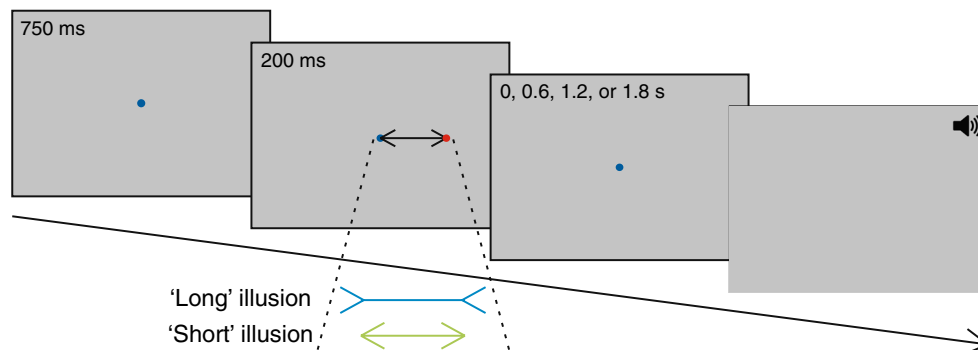 750 ms
200 ms
0, 0.6, 1.2, or 1.8 s
‘Long’ illusion
‘Short’ illusion